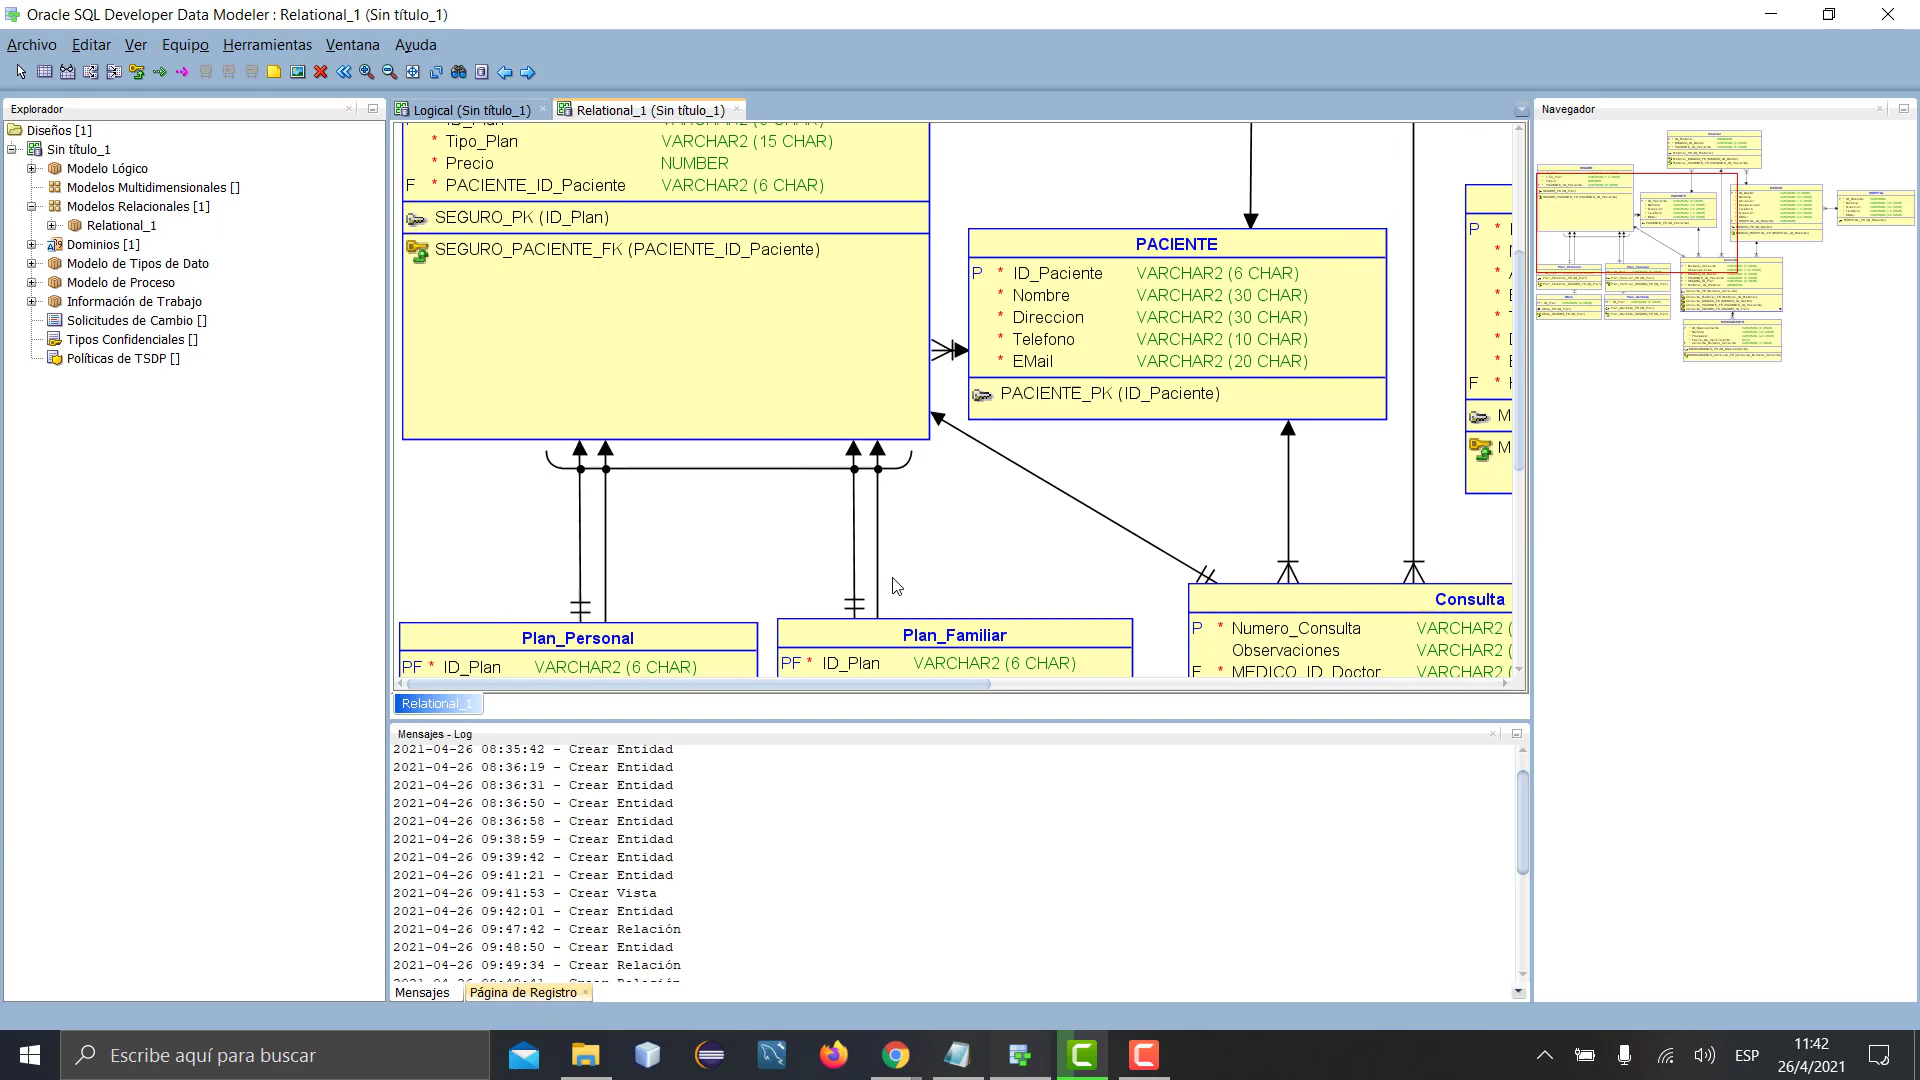 Oracle SQL Developer Data Modeler : Relational_1 (Sin título_1)
Archivo Editar Ver Equipo Herramientas Ventana Ayuda
Explorador
Diseños [1]
Sin título_1
Modelo Lógico
Modelos Multidimensionales []
Modelos Relacionales [1]
Relational_1
Dominios [1]
Modelo de Tipos de Dato
Modelo de Proceso
Información de Trabajo
Solicitudes de Cambio []
Tipos Confidenciales []
Políticas de TSDP []
Logical (Sin título_1)
Relational_1 (Sin título_1)
* Tipo_Plan VARCHAR2 (15 CHAR)
* Precio NUMBER
F * PACIENTE_ID_Paciente VARCHAR2 (6 CHAR)
SEGURO_PK (ID_Plan)
SEGURO_PACIENTE_FK (PACIENTE_ID_Paciente)
PACIENTE
P * ID_Paciente VARCHAR2 (6 CHAR)
* Nombre VARCHAR2 (30 CHAR)
* Direccion VARCHAR2 (30 CHAR)
* Telefono VARCHAR2 (10 CHAR)
* EMail VARCHAR2 (20 CHAR)
PACIENTE_PK (ID_Paciente)
P *
F *
M
M
Plan_Personal
PF * ID_Plan VARCHAR2 (6 CHAR)
Plan_Familiar
PF * ID_Plan VARCHAR2 (6 CHAR)
Consulta
P * Numero_Consulta VARCHAR2 (
Observaciones VARCHAR2 (
F * MEDICO_ID_Doctor VARCHAR2 (
Relational_1
Mensajes - Log
2021-04-26 08:35:42 - Crear Entidad
2021-04-26 08:36:19 - Crear Entidad
2021-04-26 08:36:31 - Crear Entidad
2021-04-26 08:36:50 - Crear Entidad
2021-04-26 08:36:58 - Crear Entidad
2021-04-26 09:38:59 - Crear Entidad
2021-04-26 09:39:42 - Crear Entidad
2021-04-26 09:41:21 - Crear Entidad
2021-04-26 09:41:53 - Crear Vista
2021-04-26 09:42:01 - Crear Entidad
2021-04-26 09:47:42 - Crear Relación
2021-04-26 09:48:50 - Crear Entidad
2021-04-26 09:49:34 - Crear Relación
Mensajes
Página de Registro
Navegador
Escribe aquí para buscar
ESP
11:42
26/4/2021